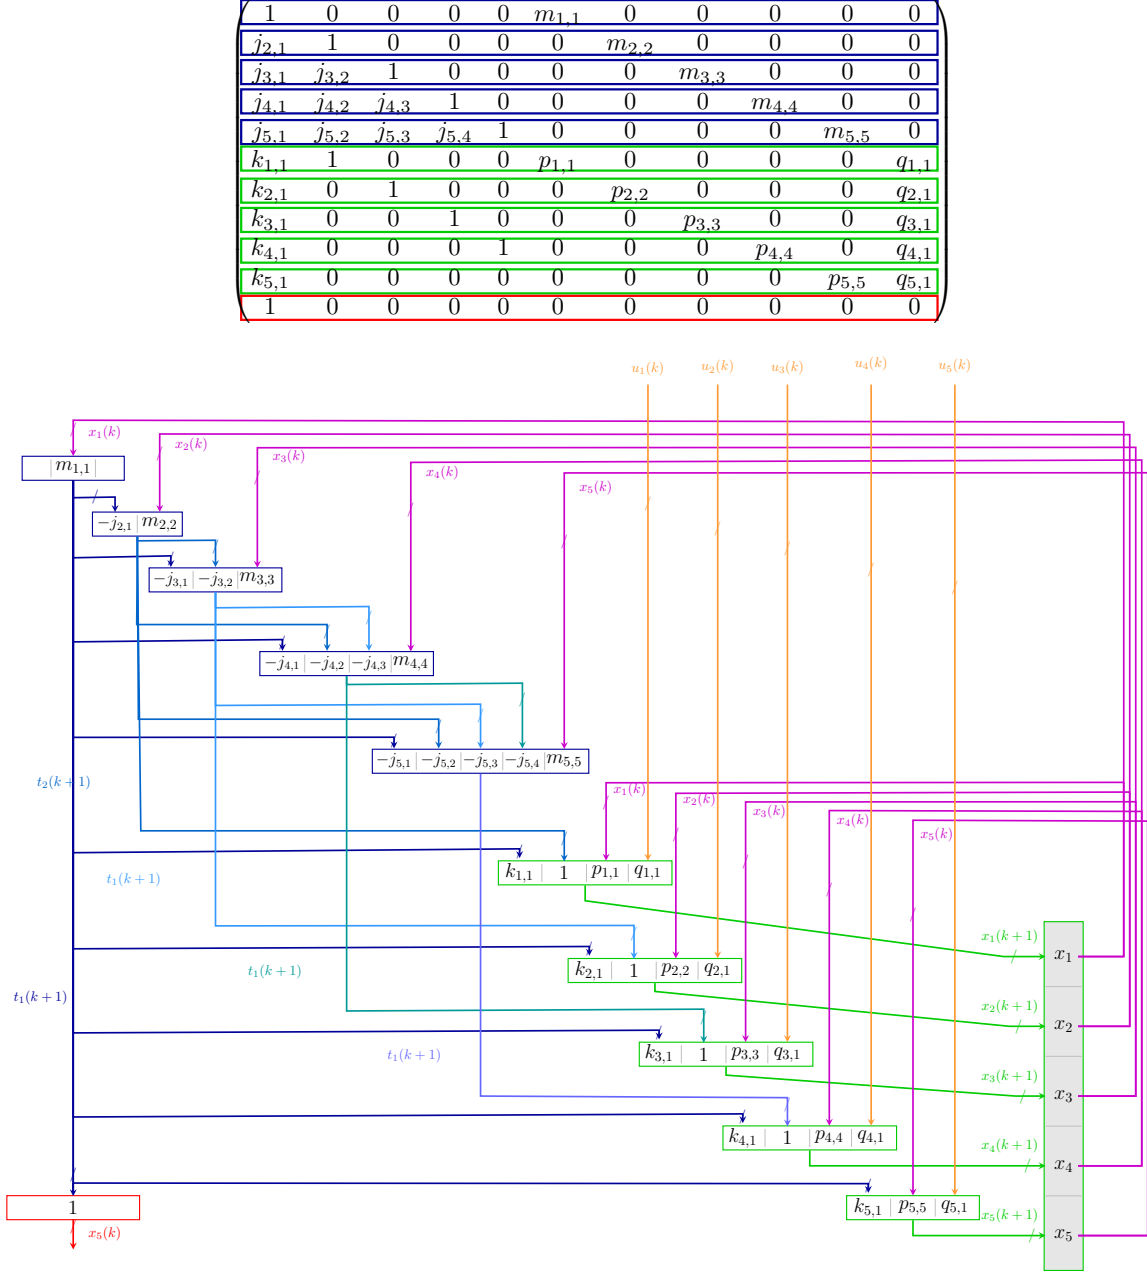 1 0 0 0 0 m1,1 0 0 0 0 0
j2,1 1 0 0 0 0 m2,2 0 0 0 0
j3,1 j3,2 1 0 0 0 0 m3,3 0 0 0
j4,1 j4,2 j4,3 1 0 0 0 0 m4,4 0 0
j5,1 j5,2 j5,3 j5,4 1 0 0 0 0 m5,5 0
k1,1 1 0 0 0 p1,1 0 0 0 0 q1,1
k2,1 0 1 0 0 0 p2,2 0 0 0 q2,1
k3,1 0 0 1 0 0 0 p3,3 0 0 q3,1
k4,1 0 0 0 1 0 0 0 p4,4 0 q4,1
k5,1 0 0 0 0 0 0 0 0 p5,5 q5,1
1 0 0 0 0 0 0 0 0 0 0
u1(k) u2(k) u3(k) u4(k) u5(k)
x1(k)
x2(k)
x3(k)
x4(k)
x5(k)
|m1,1|
−j2,1|m2,2
−j3,1|−j3,2|m3,3
−j4,1|−j4,2|−j4,3|m4,4
−j5,1|−j5,2|−j5,3|−j5,4|m5,5
t2(k+1)
x1(k)
x2(k)
x3(k)
x4(k)
x5(k)
k1,1| 1 |p1,1|q1,1
t1(k+1)
x1(k+1)
x1
k2,1| 1 |p2,2|q2,1
t1(k+1)
t1(k+1)
x2(k+1)
x2
k3,1| 1 |p3,3|q3,1
t1(k+1)
x3(k+1)
x3
k4,1| 1 |p4,4|q4,1
x4(k+1)
x4
k5,1|p5,5|q5,1
x5(k+1)
x5
1
x5(k)